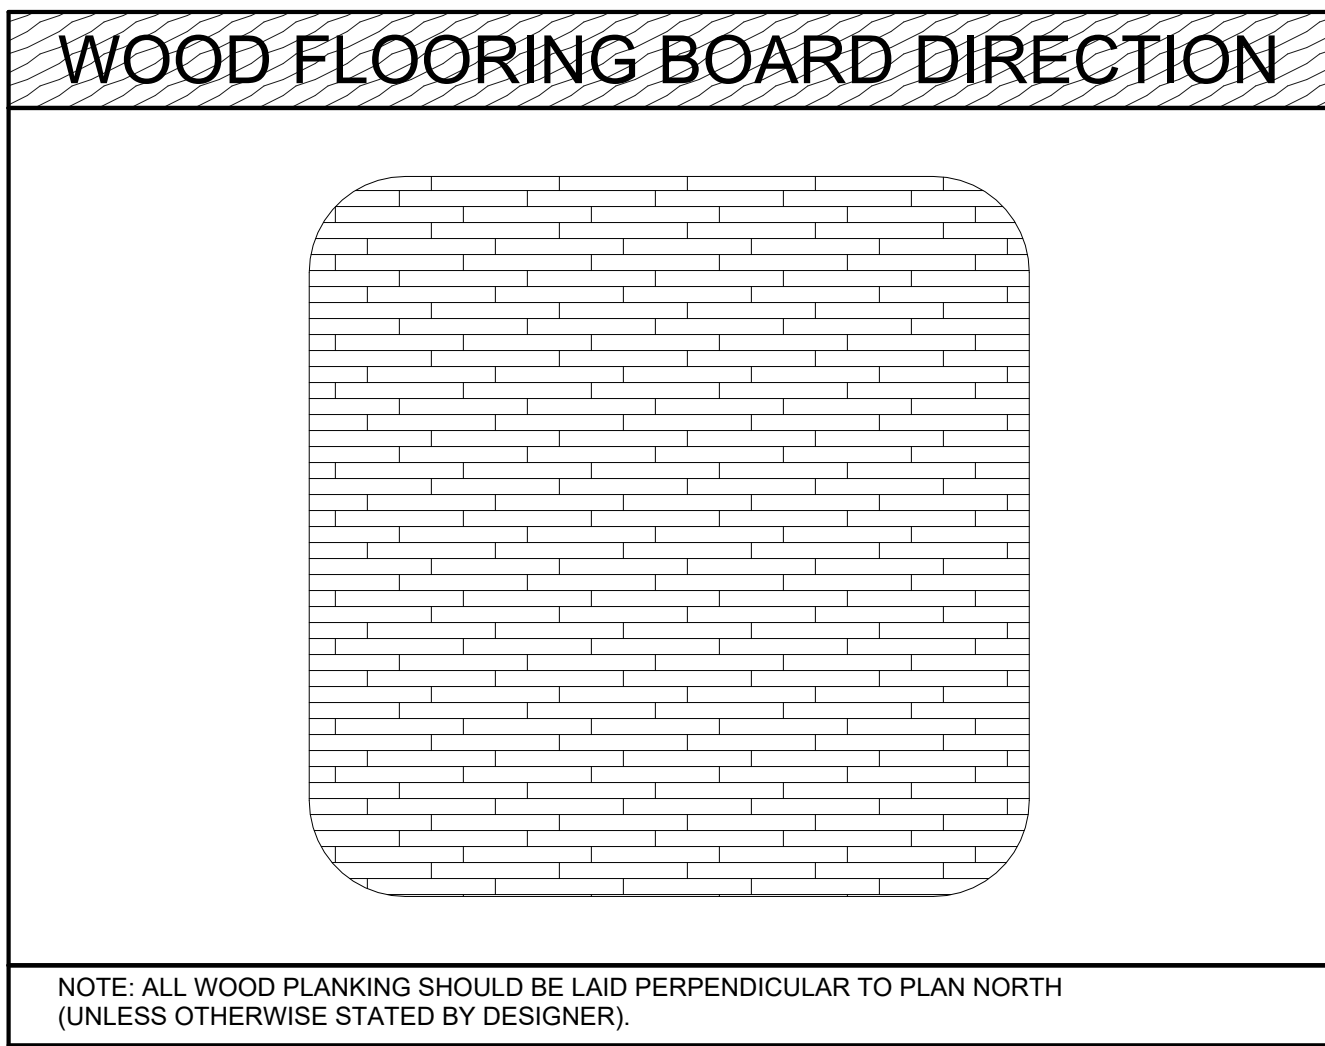 WOOD FLOORING BOARD DIRECTION
NOTE: ALL WOOD PLANKING SHOULD BE LAID PERPENDICULAR TO PLAN NORTH
(UNLESS OTHERWISE STATED BY DESIGNER).